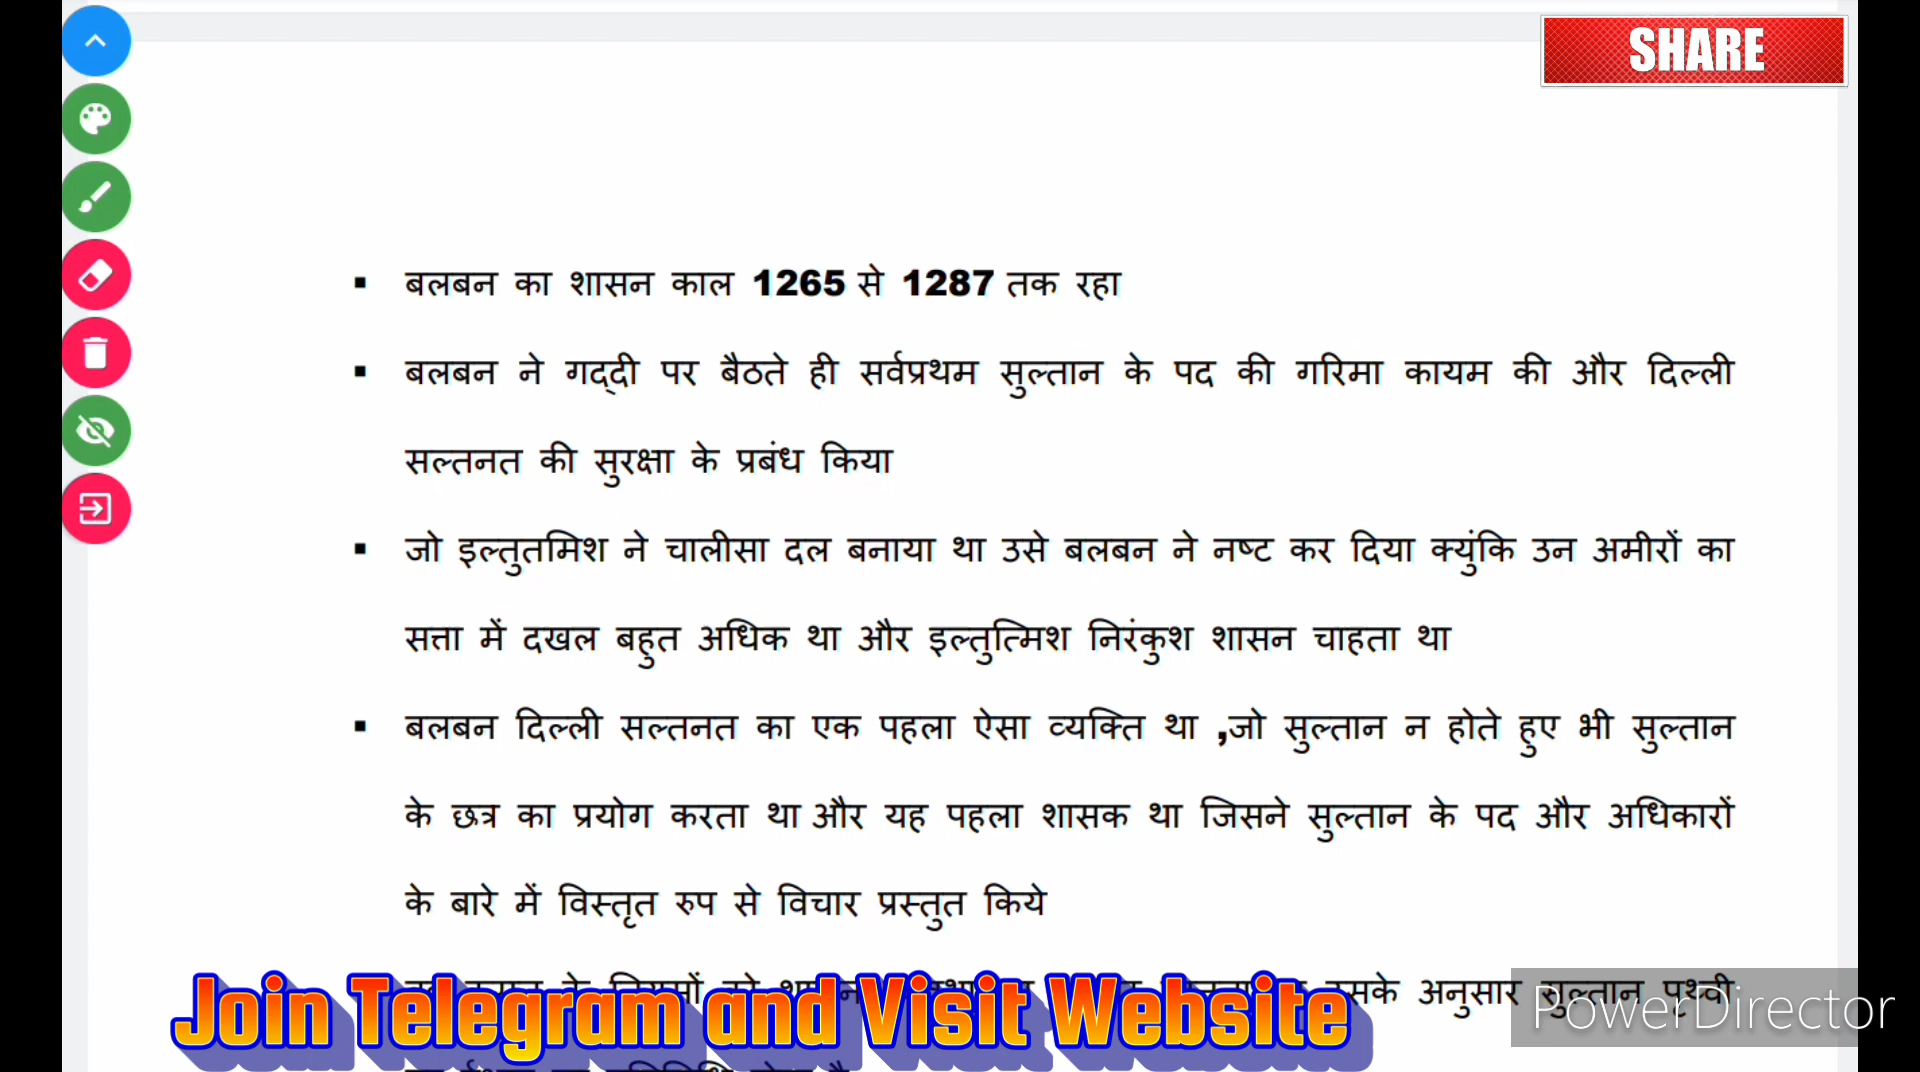 SHARE
▪ बलबन का शासन काल 1265 से 1287 तक रहा
▪ बलबन ने गद्‌दी पर बैठते ही सर्वप्रथम सुल्तान के पद की गरिमा कायम की और दिल्ली
सल्तनत की सुरक्षा के प्रबंध किया
▪ जो इल्तुतमिश ने चालीसा दल बनाया था उसे बलबन ने नष्ट कर दिया क्युंकि उन अमीरों का
सत्ता में दखल बहुत अधिक था और इल्तुत्मिश निरंकुश शासन चाहता था
▪ बलबन दिल्ली सल्तनत का एक पहला ऐसा व्यक्ति था ,जो सुल्तान न होते हुए भी सुल्तान
के छत्र का प्रयोग करता था और यह पहला शासक था जिसने सुल्तान के पद और अधिकारों
के बारे में विस्तृत रुप से विचार प्रस्तुत किये
के अनुसार सुल्तान पृथ्वी
Join Telegram and Visit Website
PowerDirector